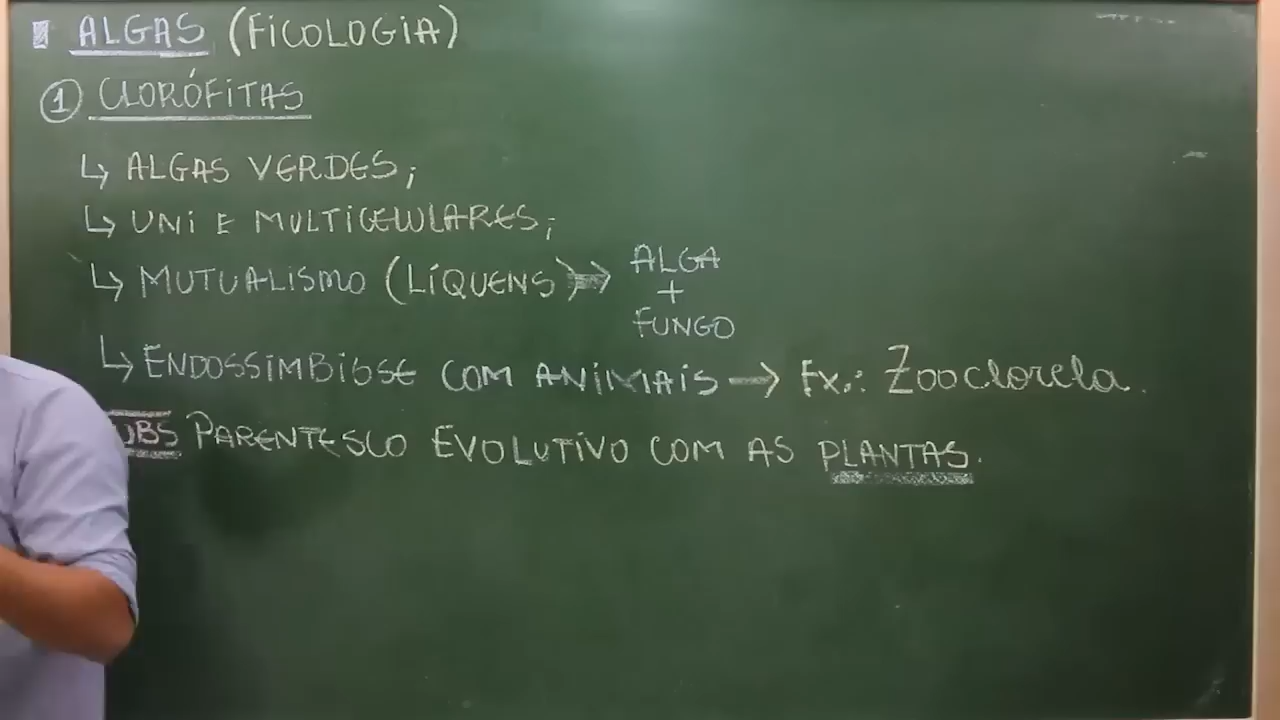 ALGAS (FICOLOGIA)
1 CLORÓFITAS
↳ ALGAS VERDES;
↳ UNI E MULTICELULARES;
↳ MUTUALISMO (LÍQUENS) ⇒ ALGA
+
FUNGO
↳ ENDOSSIMBIOSE COM ANIMAIS → Ex.: Zooclorela.
OBS PARENTESCO EVOLUTIVO COM AS PLANTAS.